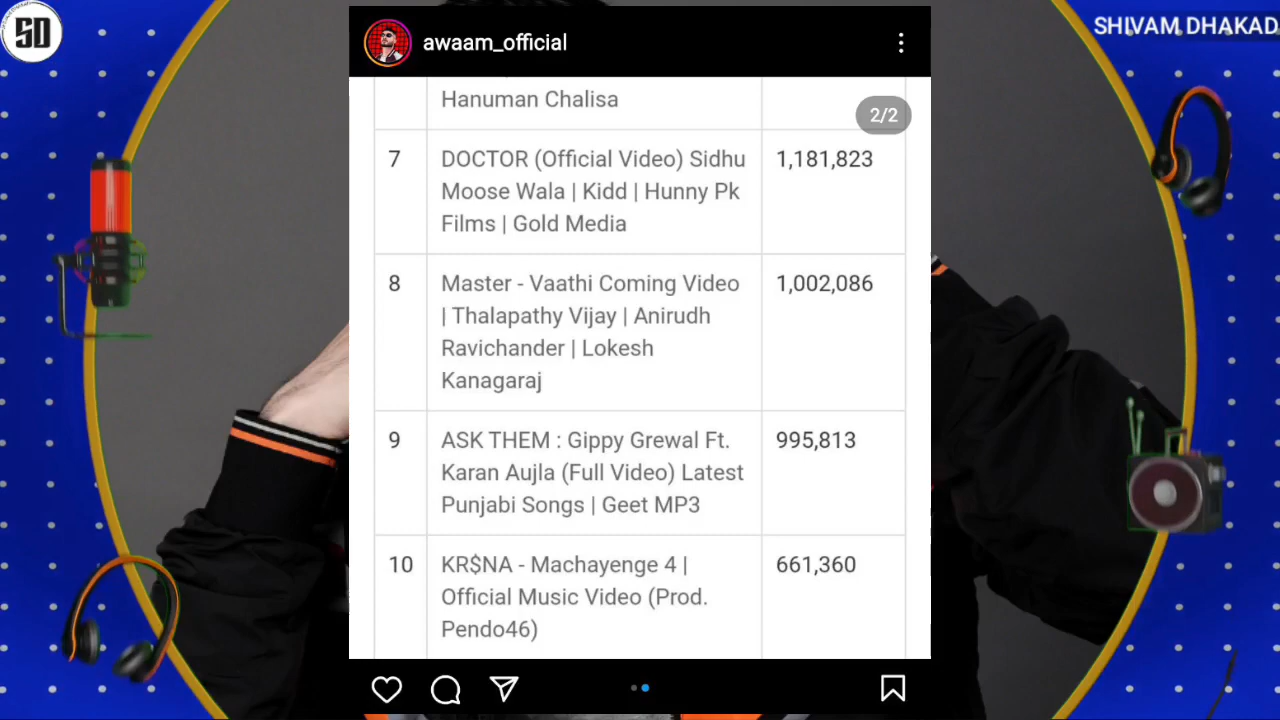 SD
SHIVAM DHAKAD
awaam_official
2/2
Hanuman Chalisa
7
DOCTOR (Official Video) Sidhu
Moose Wala | Kidd | Hunny Pk
Films | Gold Media
1,181,823
8
Master - Vaathi Coming Video
| Thalapathy Vijay | Anirudh
Ravichander | Lokesh
Kanagaraj
1,002,086
9
ASK THEM : Gippy Grewal Ft.
Karan Aujla (Full Video) Latest
Punjabi Songs | Geet MP3
995,813
10
KR$NA - Machayenge 4 |
Official Music Video (Prod.
Pendo46)
661,360